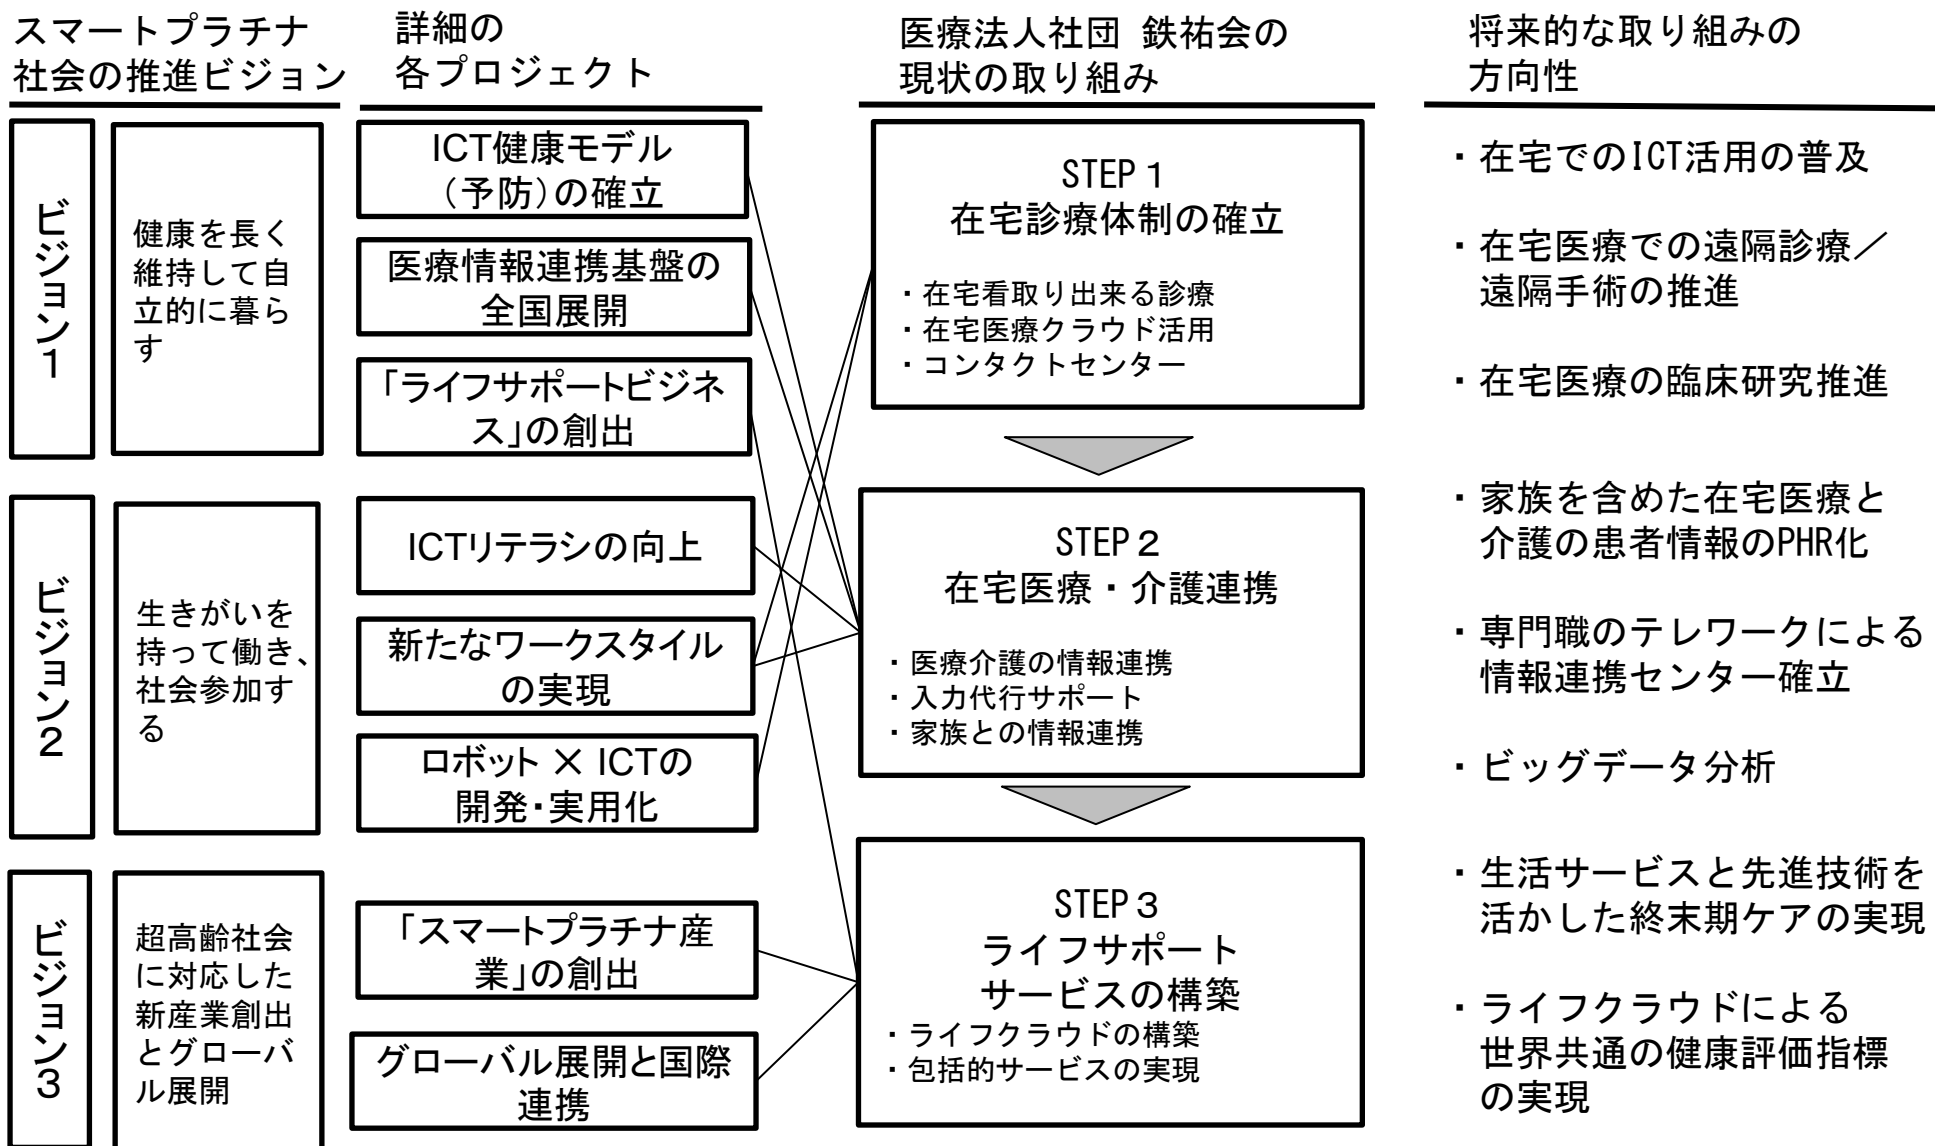 スマートプラチナ
社会の推進ビジョン
詳細の
各プロジェクト
医療法人社団 鉄祐会の
現状の取り組み
将来的な取り組みの
方向性
ビジョン1
健康を長く
維持して自
立的に暮ら
す
ICT健康モデル
(予防)の確立
医療情報連携基盤の
全国展開
「ライフサポートビジネ
ス」の創出
ビジョン2
生きがいを
持って働き、
社会参加す
る
ICTリテラシの向上
新たなワークスタイル
の実現
ロボット × ICTの
開発・実用化
ビジョン3
超高齢社会
に対応した
新産業創出
とグローバ
ル展開
「スマートプラチナ産
業」の創出
グローバル展開と国際
連携
STEP1
在宅診療体制の確立
・在宅看取り出来る診療
・在宅医療クラウド活用
・コンタクトセンター
STEP2
在宅医療・介護連携
・医療介護の情報連携
・入力代行サポート
・家族との情報連携
STEP3
ライフサポート
サービスの構築
・ライフクラウドの構築
・包括的サービスの実現
・在宅でのICT活用の普及
・在宅医療での遠隔診療/
遠隔手術の推進
・在宅医療の臨床研究推進
・家族を含めた在宅医療と
介護の患者情報のPHR化
・専門職のテレワークによる
情報連携センター確立
・ビッグデータ分析
・生活サービスと先進技術を
活かした終末期ケアの実現
・ライフクラウドによる
世界共通の健康評価指標
の実現